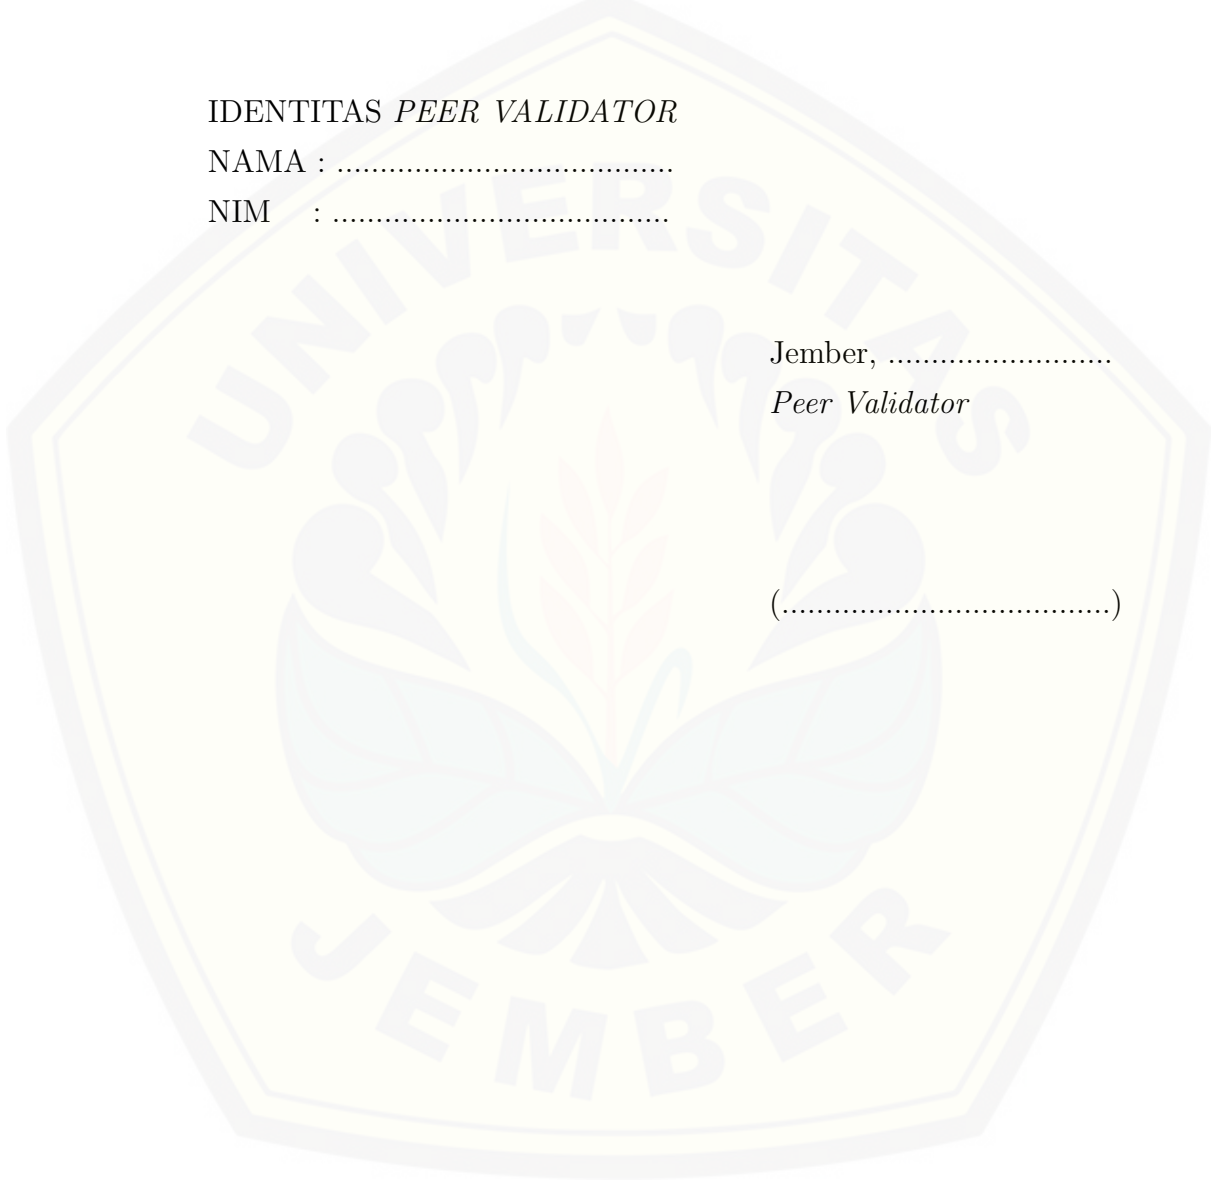 IDENTITAS PEER VALIDATOR
NAMA : .......................................
NIM : .......................................
Jember, ..........................
Peer Validator
(......................................)
UNIVERSITAS
JEMBER